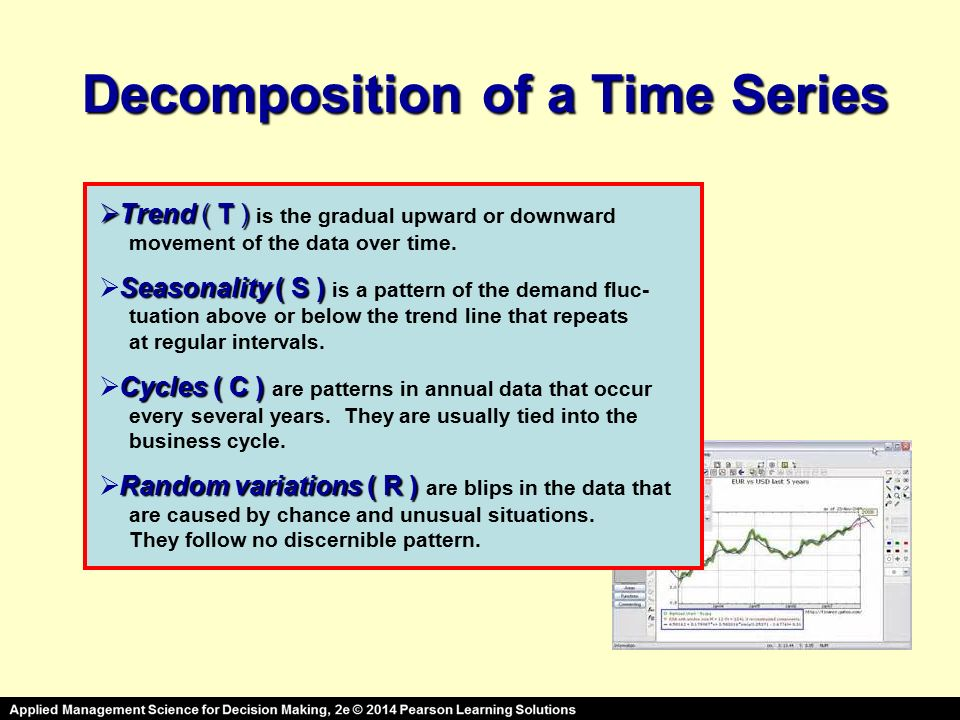 Decomposition of a Time Series
➢Trend ( T ) is the gradual upward or downward
movement of the data over time.
➢Seasonality ( S ) is a pattern of the demand fluc-
tuation above or below the trend line that repeats
at regular intervals.
➢Cycles ( C ) are patterns in annual data that occur
every several years. They are usually tied into the
business cycle.
➢Random variations ( R ) are blips in the data that
are caused by chance and unusual situations.
They follow no discernible pattern.
EUR vs USD last 5 years
Applied Management Science for Decision Making, 2e © 2014 Pearson Learning Solutions